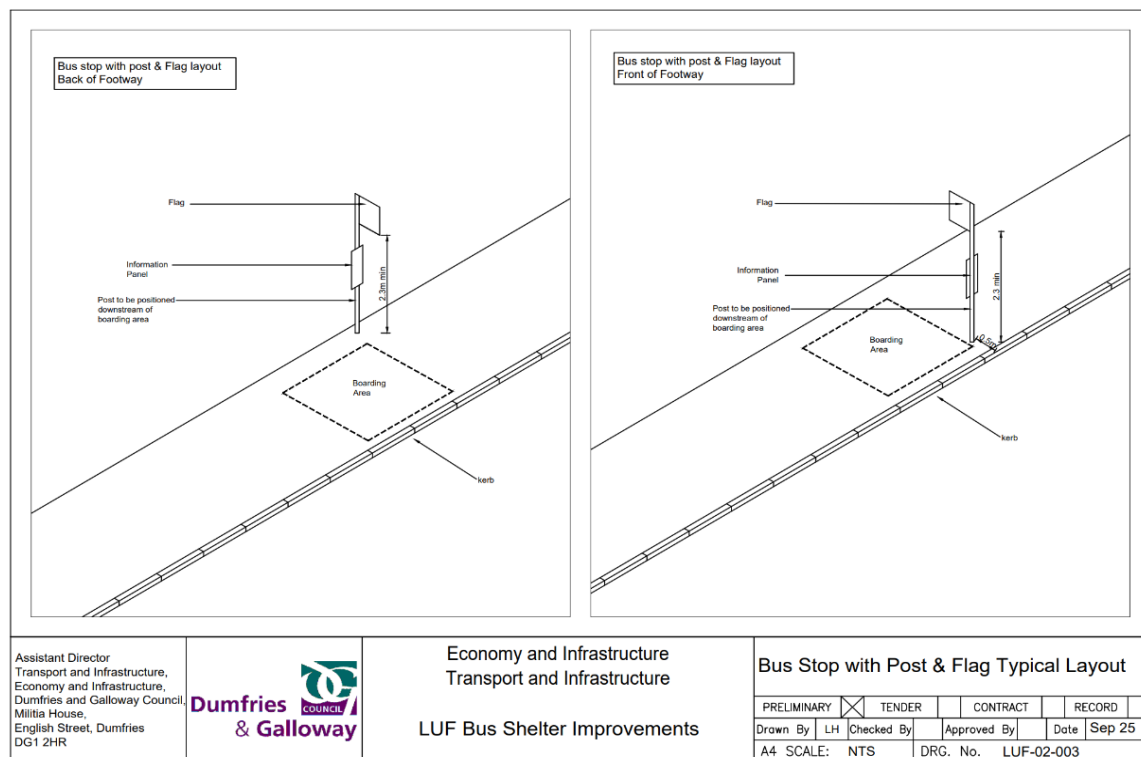 Bus stop with post & Flag layout
Back of Footway
Flag
Information
Panel
Post to be positioned
downstream of
boarding area
2.3m min
Boarding
Area
kerb
Bus stop with post & Flag layout
Front of Footway
Flag
Information
Panel
Post to be positioned
downstream of
boarding area
2.3 min
0.5m
Boarding
Area
kerb
Assistant Director
Transport and Infrastructure,
Economy and Infrastructure,
Dumfries and Galloway Council,
Militia House,
English Street, Dumfries
DG1 2HR
Dumfries
COUNCIL
& Galloway
Economy and Infrastructure
Transport and Infrastructure
LUF Bus Shelter Improvements
Bus Stop with Post & Flag Typical Layout
PRELIMINARY TENDER CONTRACT RECORD
Drawn By LH Checked By Approved By Date Sep 25
A4 SCALE: NTS DRG. No. LUF-02-003